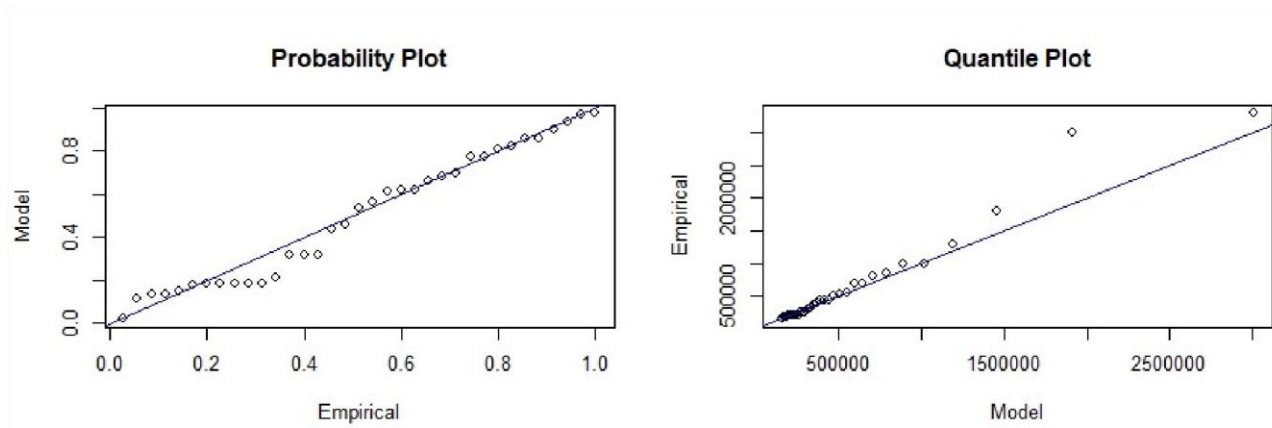 Probability Plot
Model
0.0 0.4 0.8
0.0 0.2 0.4 0.6 0.8 1.0
Empirical
Quantile Plot
Empirical
500000 2000000
500000 1500000 2500000
Model